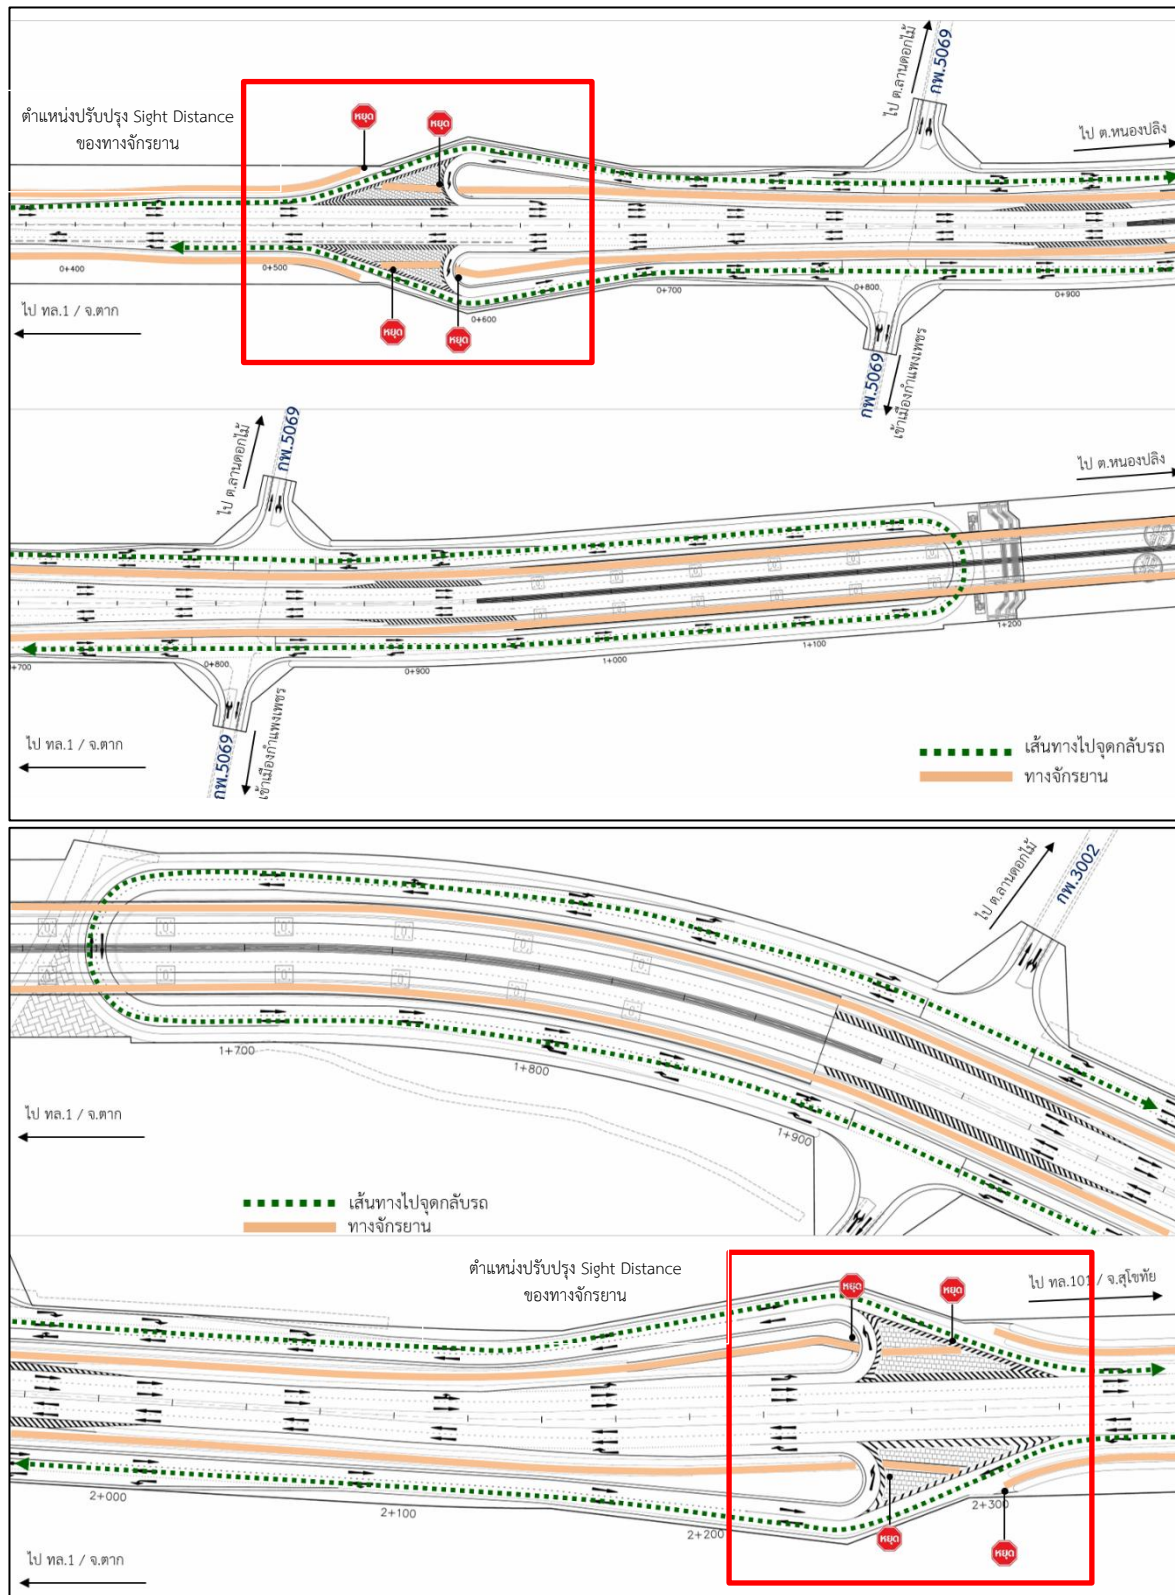 ตำแหน่งปรับปรุง Sight Distance
ของทางจักรยาน
หยุด
หยุด
ไป ต.ลานดอกไม้
กพ.5069
ไป ต.หนองปลิง
0+400
0+500
0+600
0+700
0+800
0+900
ไป ทล.1 / จ.ตาก
หยุด
หยุด
กพ.5069
เข้าเมืองกำแพงเพชร
ไป ต.ลานดอกไม้
กพ.5069
ไป ต.หนองปลิง
0+700
0+800
0+900
1+000
1+100
1+200
กพ.5069
เข้าเมืองกำแพงเพชร
ไป ทล.1 / จ.ตาก
เส้นทางไปจุดกลับรถ
ทางจักรยาน
ไป ต.ลานดอกไม้
กพ.3002
1+700
1+800
1+900
ไป ทล.1 / จ.ตาก
เส้นทางไปจุดกลับรถ
ทางจักรยาน
ตำแหน่งปรับปรุง Sight Distance
ของทางจักรยาน
หยุด
หยุด
ไป ทล.101 / จ.สุโขทัย
2+000
2+100
2+200
2+300
หยุด
หยุด
ไป ทล.1 / จ.ตาก